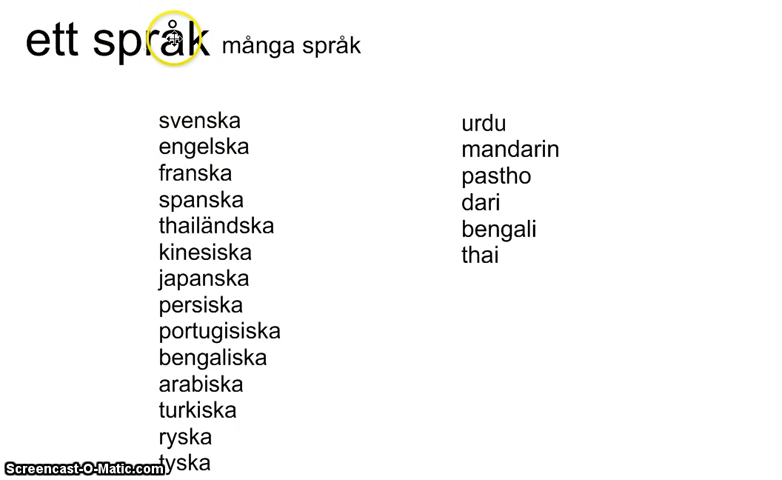 ett språk många språk
svenska
engelska
franska
spanska
thailändska
kinesiska
japanska
persiska
portugisiska
bengaliska
arabiska
turkiska
ryska
tyska
urdu
mandarin
pastho
dari
bengali
thai
Screencast-O-Matic.com